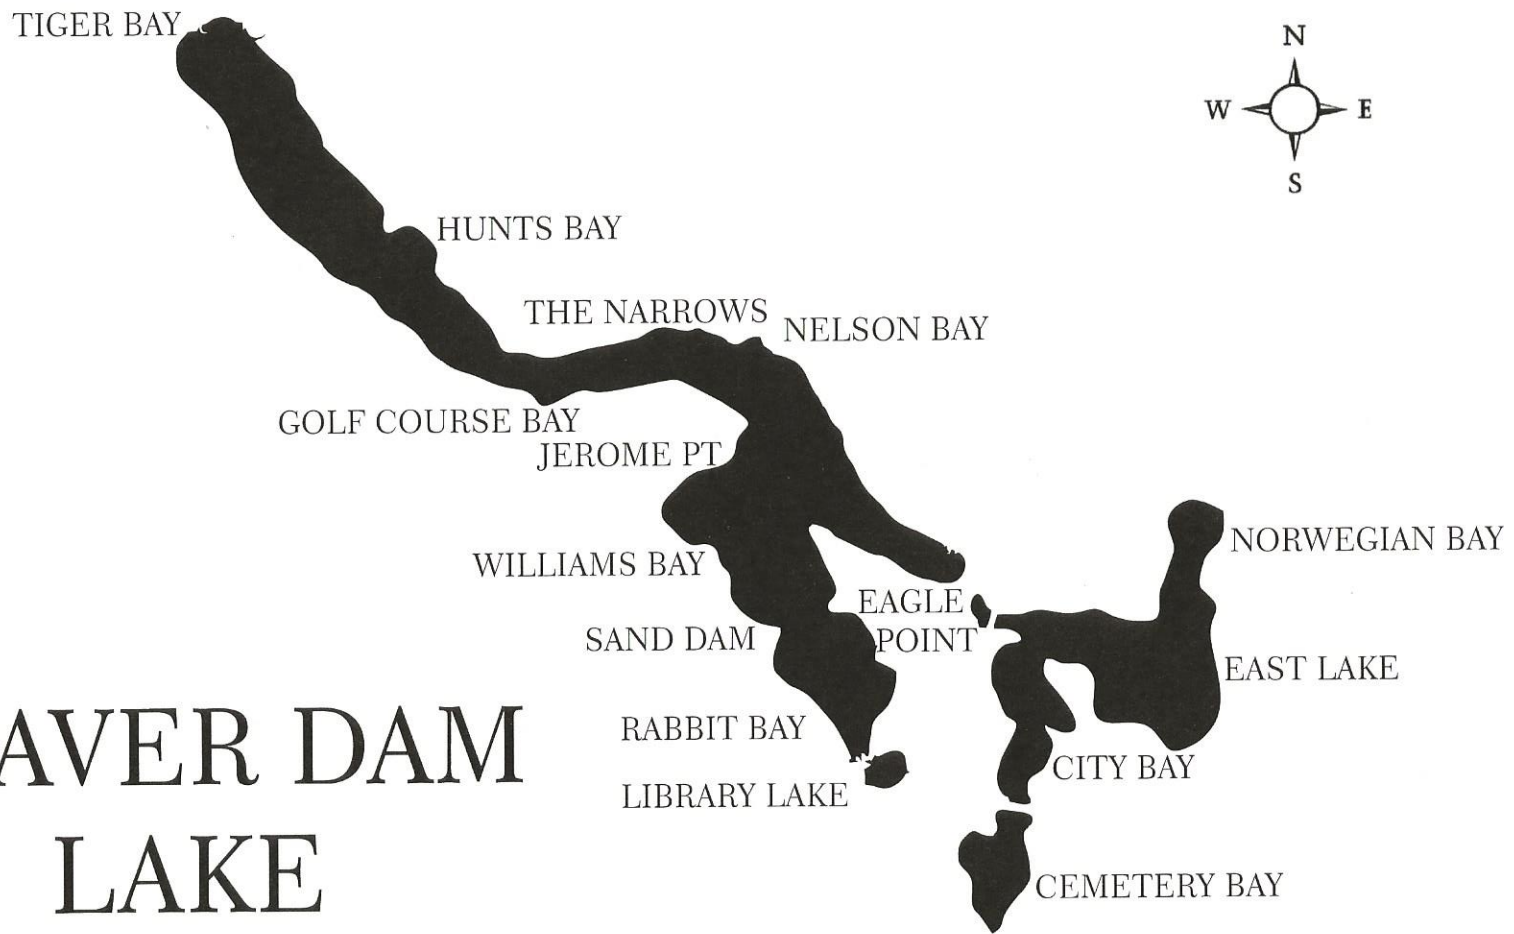 TIGER BAY
N
W E
S
HUNTS BAY
THE NARROWS
NELSON BAY
GOLF COURSE BAY
JEROME PT
NORWEGIAN BAY
WILLIAMS BAY
EAGLE
POINT
SAND DAM
EAST LAKE
RABBIT BAY
CITY BAY
LIBRARY LAKE
CEMETERY BAY
AVER DAM
LAKE